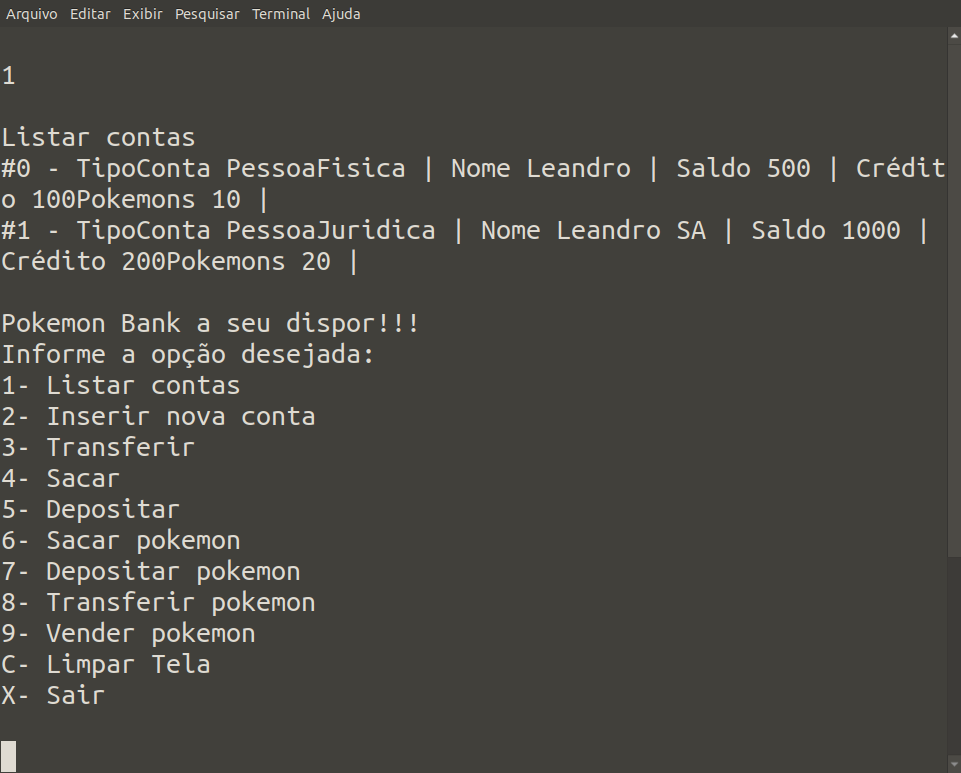 Arquivo Editar Exibir Pesquisar Terminal Ajuda
1
Listar contas
#0 - TipoConta PessoaFisica | Nome Leandro | Saldo 500 | Crédit
o 100Pokemons 10 |
#1 - TipoConta PessoaJuridica | Nome Leandro SA | Saldo 1000 |
Crédito 200Pokemons 20 |
Pokemon Bank a seu dispor!!!
Informe a opção desejada:
1- Listar contas
2- Inserir nova conta
3- Transferir
4- Sacar
5- Depositar
6- Sacar pokemon
7- Depositar pokemon
8- Transferir pokemon
9- Vender pokemon
C- Limpar Tela
X- Sair